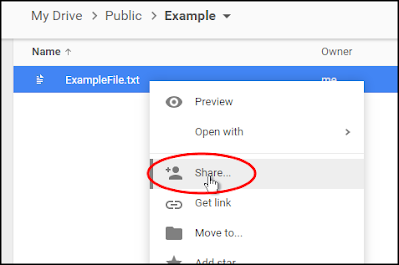 My Drive > Public > Example
Name Owner
ExampleFile.txt me
Preview
Open with
Share...
Get link
Move to...
Add star